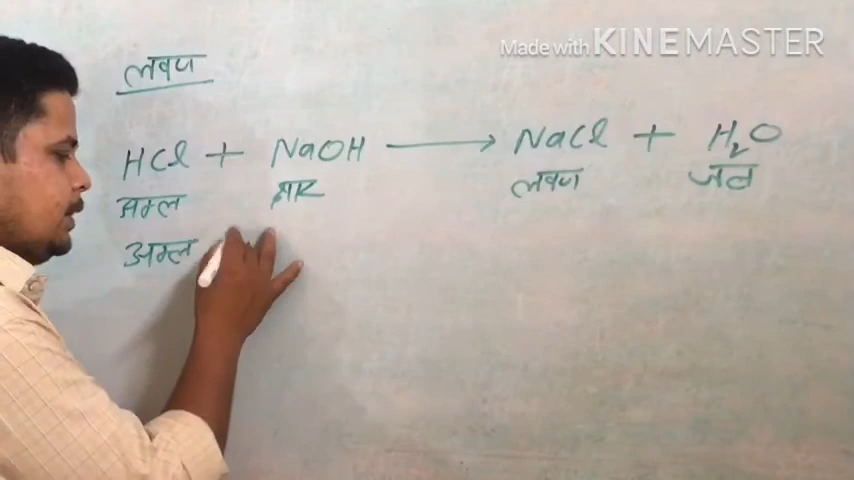 Made with KINEMASTER
लवण
HCl + NaOH → NaCl + H₂O
अम्ल क्षार लवण जल
अम्ल